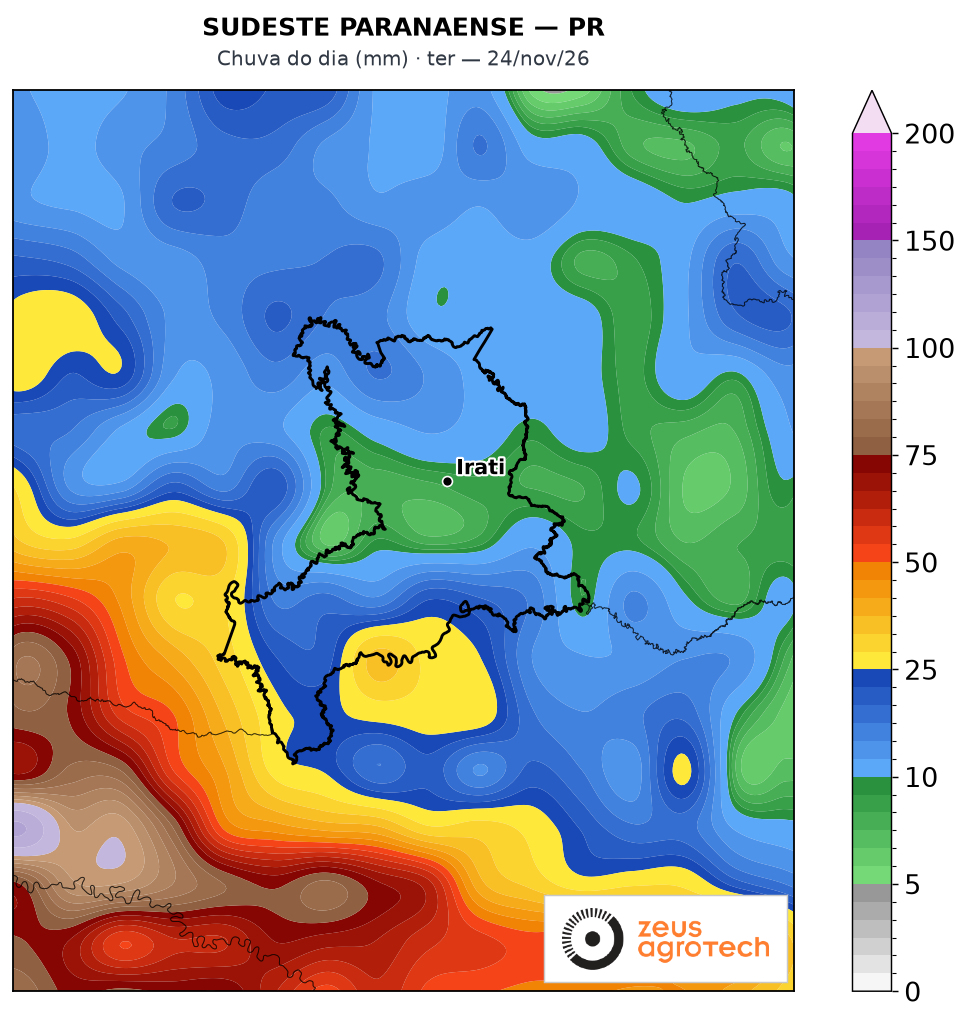 SUDESTE PARANAENSE — PR
Chuva do dia (mm) · ter — 24/nov/26
200
150
100
75
50
25
10
5
0
Irati
zeus
agrotech